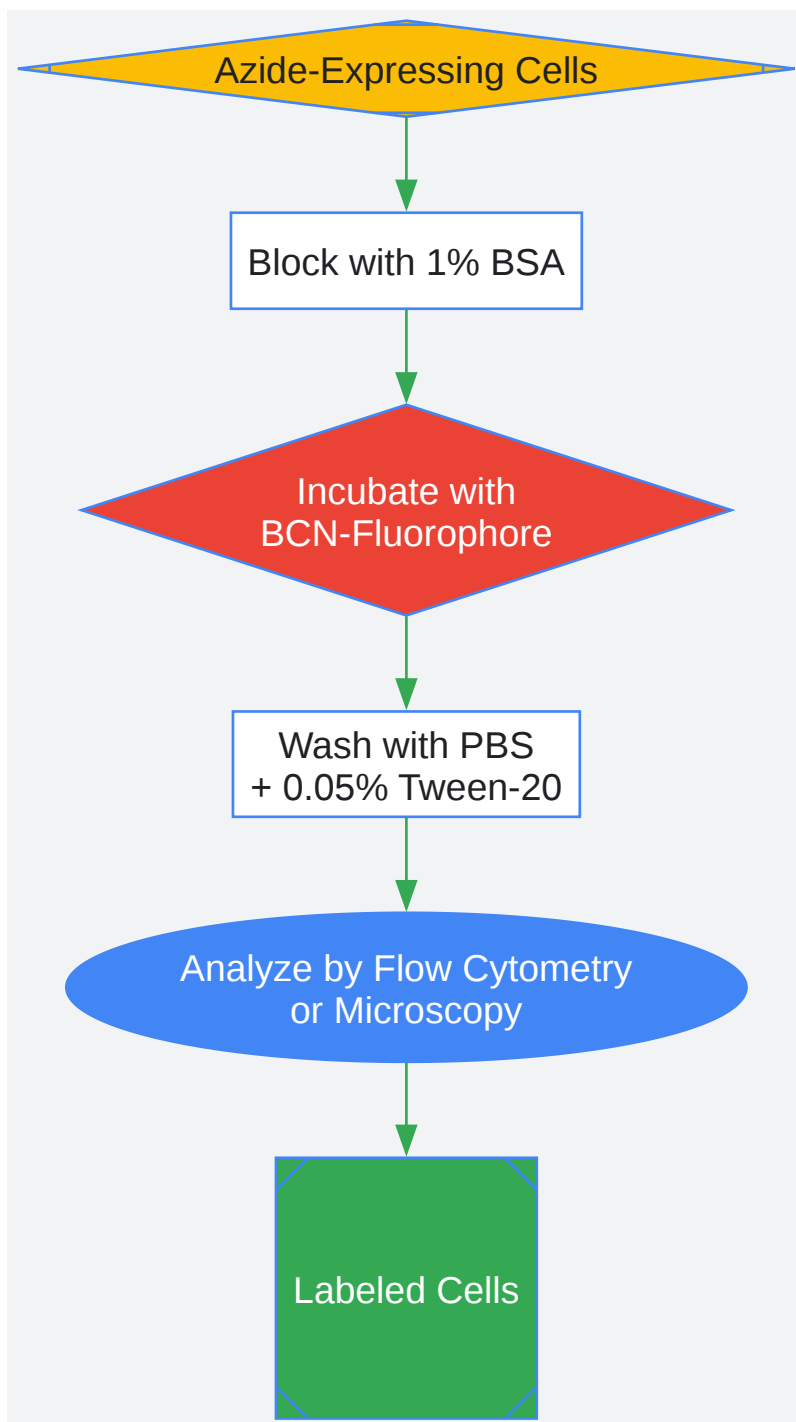 Azide-Expressing Cells
Block with 1% BSA
Incubate with
BCN-Fluorophore
Wash with PBS
+ 0.05% Tween-20
Analyze by Flow Cytometry
or Microscopy
Labeled Cells